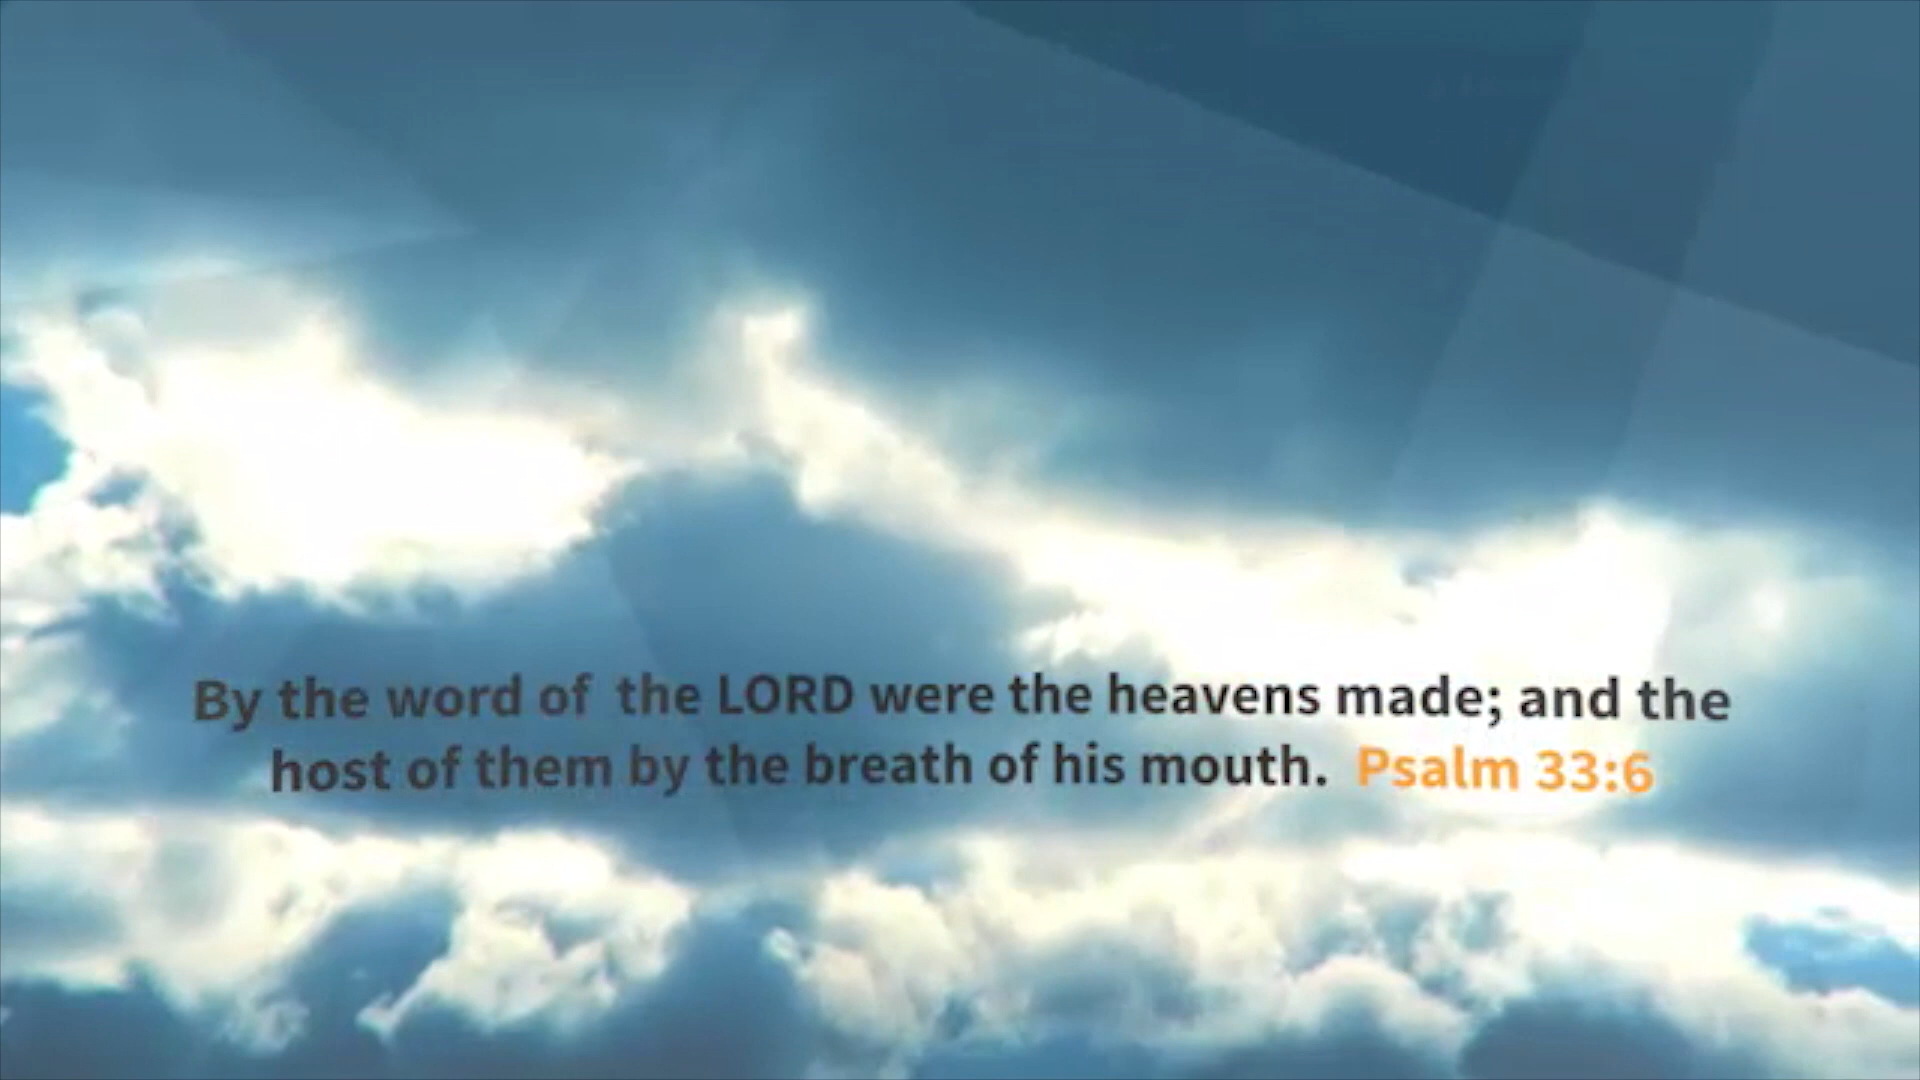 By the word of the LORD were the heavens made; and the
host of them by the breath of his mouth. Psalm 33:6